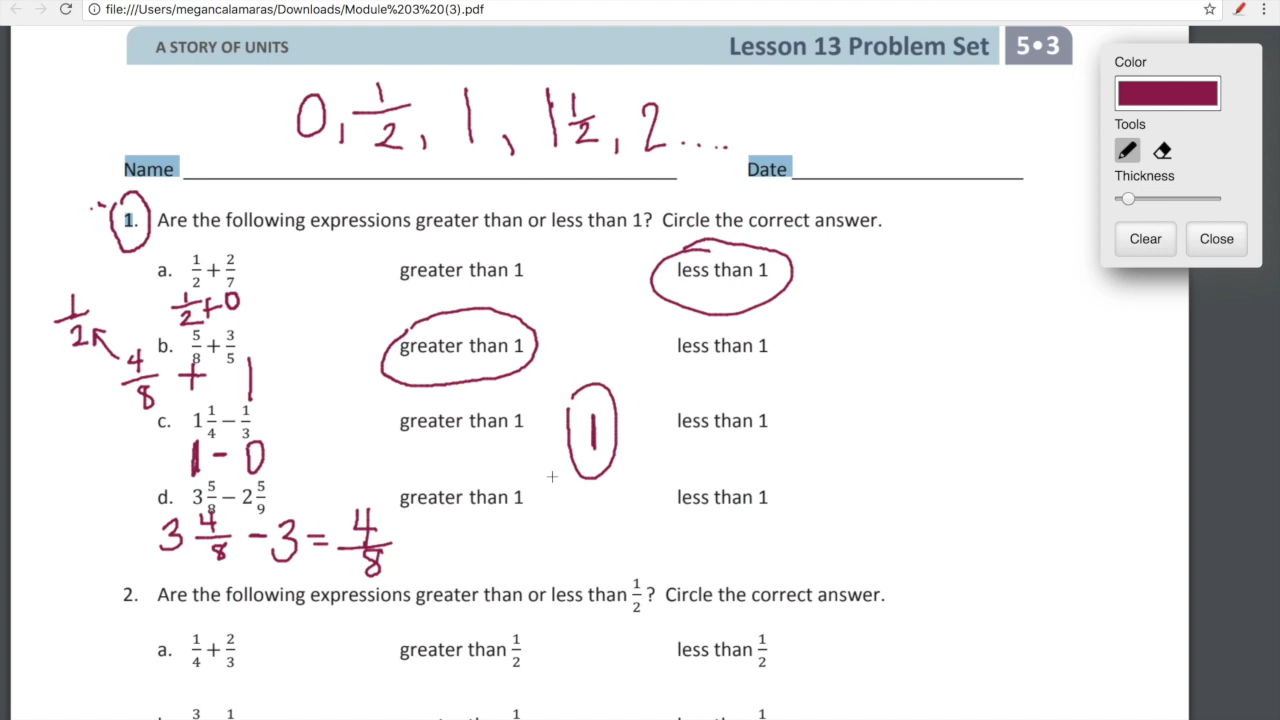 file:///Users/megancalamaras/Downloads/Module%203%20(3).pdf
A STORY OF UNITS
Lesson 13 Problem Set 5•3
0, 1/2, 1, 1 1/2, 2....
Name Date
1. Are the following expressions greater than or less than 1? Circle the correct answer.
a. 1/2 + 2/7 greater than 1 less than 1
1/2 + 0
1/2
b. 5/8 + 3/5 greater than 1 less than 1
4/8 + 1
c. 1 1/4 − 1/3 greater than 1 1 less than 1
1 - 0
d. 3 5/8 − 2 5/9 greater than 1 less than 1
3 4/8 - 3 = 4/8
2. Are the following expressions greater than or less than 1/2? Circle the correct answer.
a. 1/4 + 2/3 greater than 1/2 less than 1/2
3 1 1 1
Color
Tools
Thickness
Clear Close